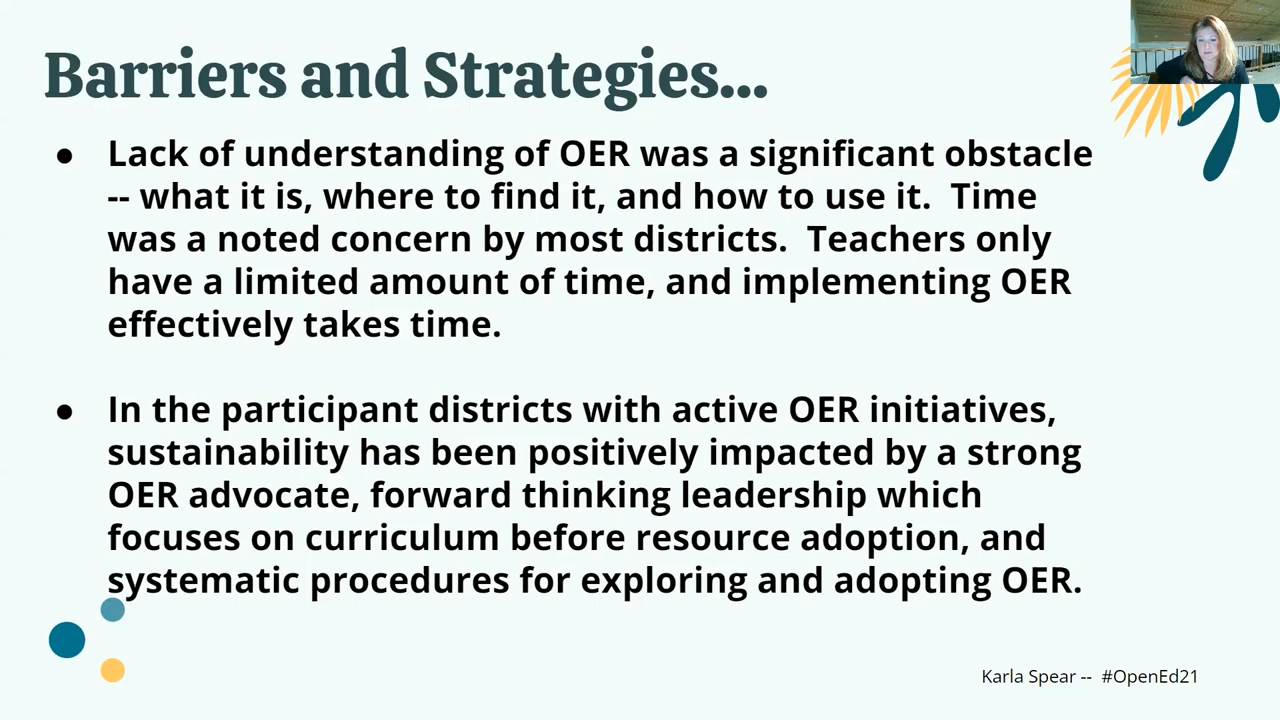 Barriers and Strategies...
● Lack of understanding of OER was a significant obstacle
-- what it is, where to find it, and how to use it.  Time
was a noted concern by most districts.  Teachers only
have a limited amount of time, and implementing OER
effectively takes time.
● In the participant districts with active OER initiatives,
sustainability has been positively impacted by a strong
OER advocate, forward thinking leadership which
focuses on curriculum before resource adoption, and
systematic procedures for exploring and adopting OER.
Karla Spear --  #OpenEd21